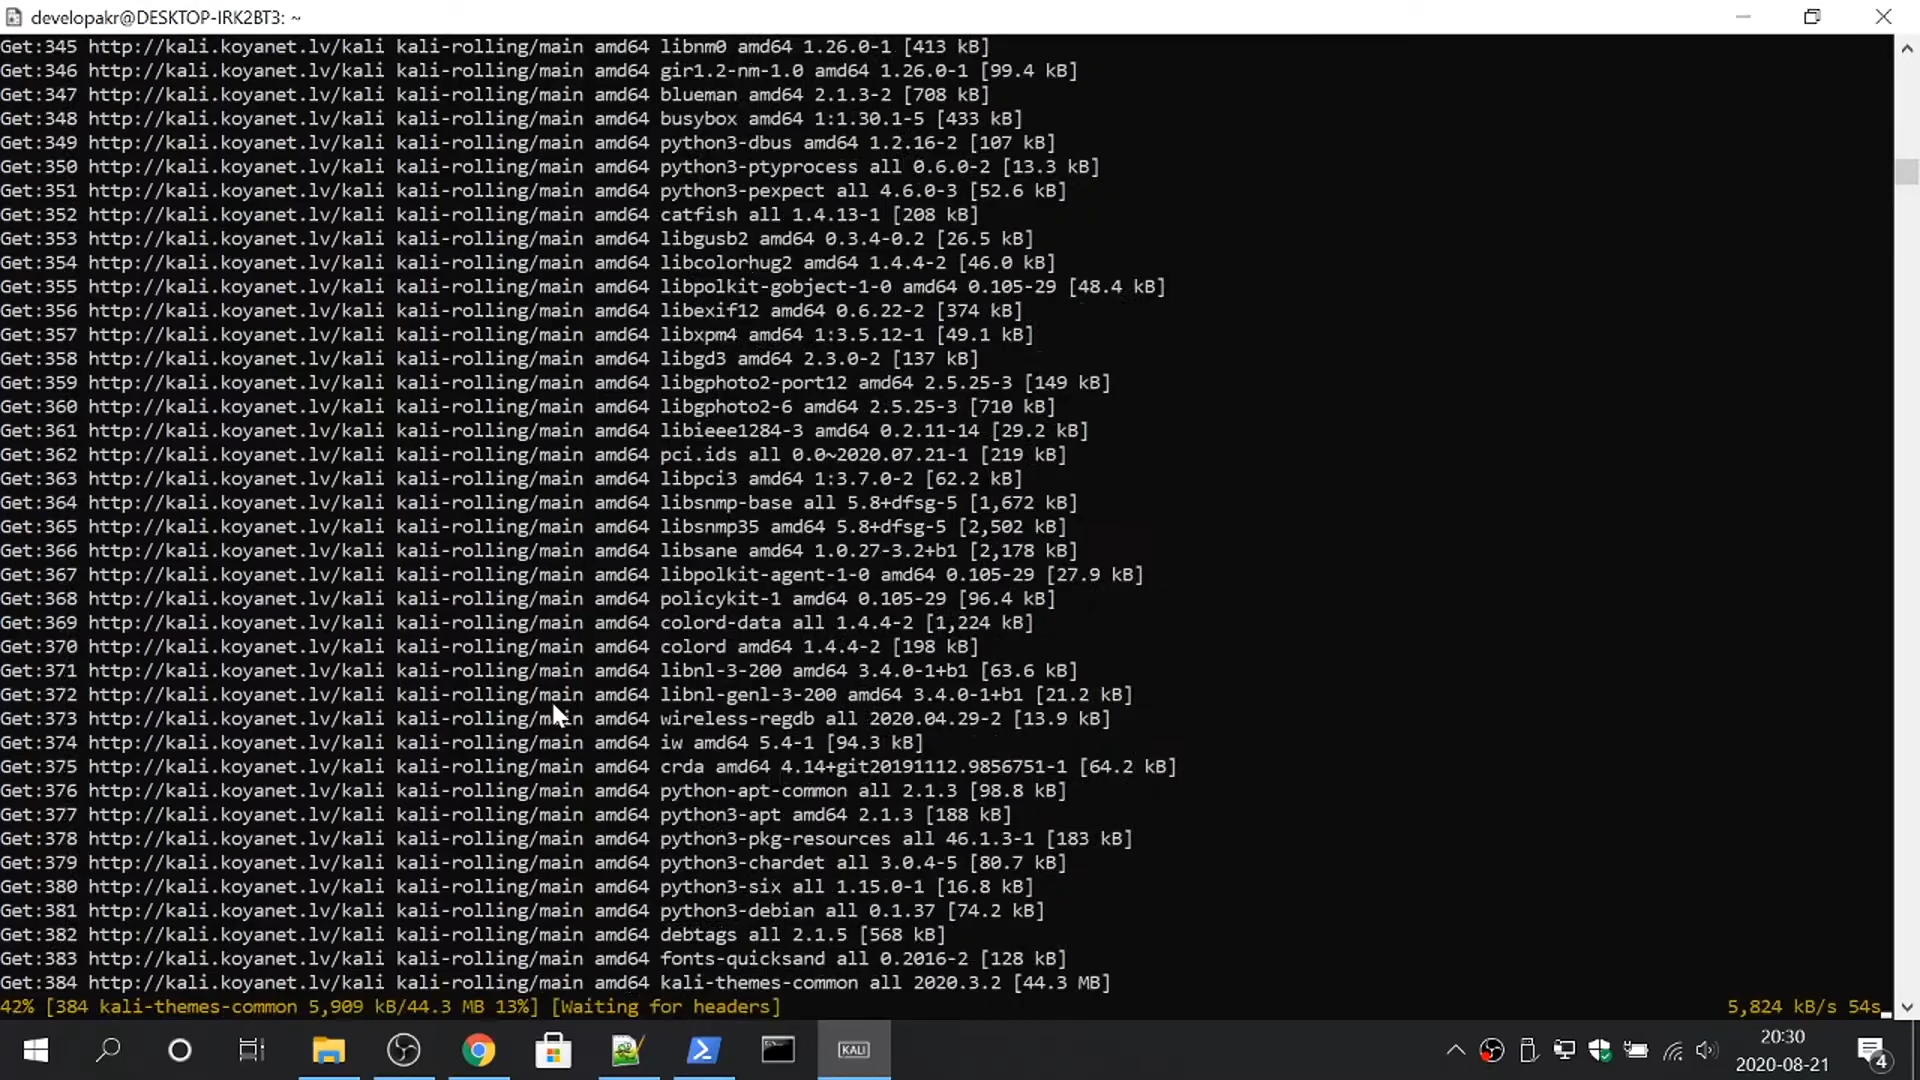 developakr@DESKTOP-IRK2BT3: ~
Get:345 http://kali.koyanet.lv/kali kali-rolling/main amd64 libnm0 amd64 1.26.0-1 [413 kB]
Get:346 http://kali.koyanet.lv/kali kali-rolling/main amd64 gir1.2-nm-1.0 amd64 1.26.0-1 [99.4 kB]
Get:347 http://kali.koyanet.lv/kali kali-rolling/main amd64 blueman amd64 2.1.3-2 [708 kB]
Get:348 http://kali.koyanet.lv/kali kali-rolling/main amd64 busybox amd64 1:1.30.1-5 [433 kB]
Get:349 http://kali.koyanet.lv/kali kali-rolling/main amd64 python3-dbus amd64 1.2.16-2 [107 kB]
Get:350 http://kali.koyanet.lv/kali kali-rolling/main amd64 python3-ptyprocess all 0.6.0-2 [13.3 kB]
Get:351 http://kali.koyanet.lv/kali kali-rolling/main amd64 python3-pexpect all 4.6.0-3 [52.6 kB]
Get:352 http://kali.koyanet.lv/kali kali-rolling/main amd64 catfish all 1.4.13-1 [208 kB]
Get:353 http://kali.koyanet.lv/kali kali-rolling/main amd64 libgusb2 amd64 0.3.4-0.2 [26.5 kB]
Get:354 http://kali.koyanet.lv/kali kali-rolling/main amd64 libcolorhug2 amd64 1.4.4-2 [46.0 kB]
Get:355 http://kali.koyanet.lv/kali kali-rolling/main amd64 libpolkit-gobject-1-0 amd64 0.105-29 [48.4 kB]
Get:356 http://kali.koyanet.lv/kali kali-rolling/main amd64 libexif12 amd64 0.6.22-2 [374 kB]
Get:357 http://kali.koyanet.lv/kali kali-rolling/main amd64 libxpm4 amd64 1:3.5.12-1 [49.1 kB]
Get:358 http://kali.koyanet.lv/kali kali-rolling/main amd64 libgd3 amd64 2.3.0-2 [137 kB]
Get:359 http://kali.koyanet.lv/kali kali-rolling/main amd64 libgphoto2-port12 amd64 2.5.25-3 [149 kB]
Get:360 http://kali.koyanet.lv/kali kali-rolling/main amd64 libgphoto2-6 amd64 2.5.25-3 [710 kB]
Get:361 http://kali.koyanet.lv/kali kali-rolling/main amd64 libieee1284-3 amd64 0.2.11-14 [29.2 kB]
Get:362 http://kali.koyanet.lv/kali kali-rolling/main amd64 pci.ids all 0.0~2020.07.21-1 [219 kB]
Get:363 http://kali.koyanet.lv/kali kali-rolling/main amd64 libpci3 amd64 1:3.7.0-2 [62.2 kB]
Get:364 http://kali.koyanet.lv/kali kali-rolling/main amd64 libsnmp-base all 5.8+dfsg-5 [1,672 kB]
Get:365 http://kali.koyanet.lv/kali kali-rolling/main amd64 libsnmp35 amd64 5.8+dfsg-5 [2,502 kB]
Get:366 http://kali.koyanet.lv/kali kali-rolling/main amd64 libsane amd64 1.0.27-3.2+b1 [2,178 kB]
Get:367 http://kali.koyanet.lv/kali kali-rolling/main amd64 libpolkit-agent-1-0 amd64 0.105-29 [27.9 kB]
Get:368 http://kali.koyanet.lv/kali kali-rolling/main amd64 policykit-1 amd64 0.105-29 [96.4 kB]
Get:369 http://kali.koyanet.lv/kali kali-rolling/main amd64 colord-data all 1.4.4-2 [1,224 kB]
Get:370 http://kali.koyanet.lv/kali kali-rolling/main amd64 colord amd64 1.4.4-2 [198 kB]
Get:371 http://kali.koyanet.lv/kali kali-rolling/main amd64 libnl-3-200 amd64 3.4.0-1+b1 [63.6 kB]
Get:372 http://kali.koyanet.lv/kali kali-rolling/main amd64 libnl-genl-3-200 amd64 3.4.0-1+b1 [21.2 kB]
Get:373 http://kali.koyanet.lv/kali kali-rolling/main amd64 wireless-regdb all 2020.04.29-2 [13.9 kB]
Get:374 http://kali.koyanet.lv/kali kali-rolling/main amd64 iw amd64 5.4-1 [94.3 kB]
Get:375 http://kali.koyanet.lv/kali kali-rolling/main amd64 crda amd64 4.14+git20191112.9856751-1 [64.2 kB]
Get:376 http://kali.koyanet.lv/kali kali-rolling/main amd64 python-apt-common all 2.1.3 [98.8 kB]
Get:377 http://kali.koyanet.lv/kali kali-rolling/main amd64 python3-apt amd64 2.1.3 [188 kB]
Get:378 http://kali.koyanet.lv/kali kali-rolling/main amd64 python3-pkg-resources all 46.1.3-1 [183 kB]
Get:379 http://kali.koyanet.lv/kali kali-rolling/main amd64 python3-chardet all 3.0.4-5 [80.7 kB]
Get:380 http://kali.koyanet.lv/kali kali-rolling/main amd64 python3-six all 1.15.0-1 [16.8 kB]
Get:381 http://kali.koyanet.lv/kali kali-rolling/main amd64 python3-debian all 0.1.37 [74.2 kB]
Get:382 http://kali.koyanet.lv/kali kali-rolling/main amd64 debtags all 2.1.5 [568 kB]
Get:383 http://kali.koyanet.lv/kali kali-rolling/main amd64 fonts-quicksand all 0.2016-2 [128 kB]
Get:384 http://kali.koyanet.lv/kali kali-rolling/main amd64 kali-themes-common all 2020.3.2 [44.3 MB]
42% [384 kali-themes-common 5,909 kB/44.3 MB 13%] [Waiting for headers] 5,824 kB/s 54s
KALI
20:30
2020-08-21
4